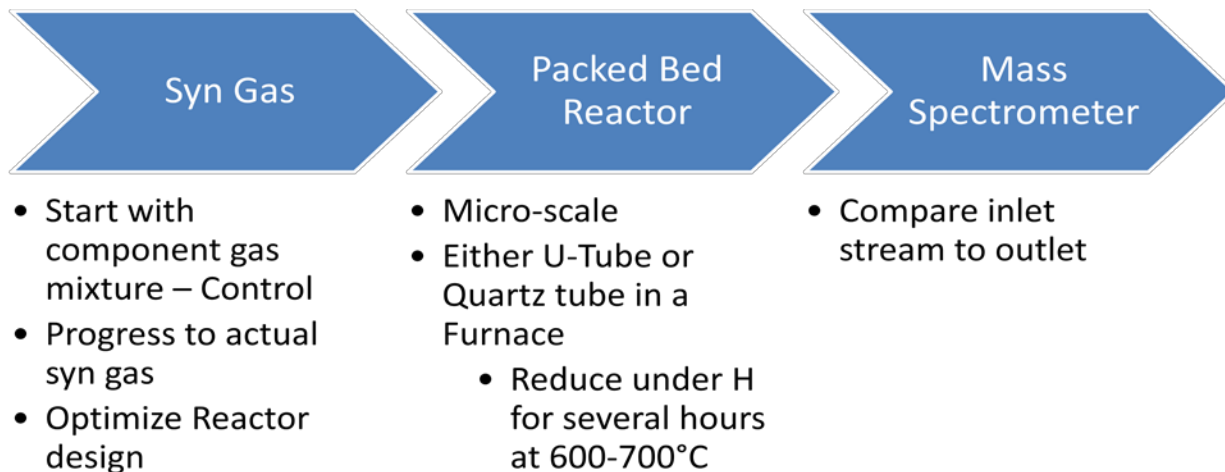 Syn Gas
Packed Bed
Reactor
Mass
Spectrometer
• Start with
component gas
mixture – Control
• Progress to actual
syn gas
• Optimize Reactor
design
• Micro-scale
• Either U-Tube or
Quartz tube in a
Furnace
• Reduce under H
for several hours
at 600-700°C
• Compare inlet
stream to outlet